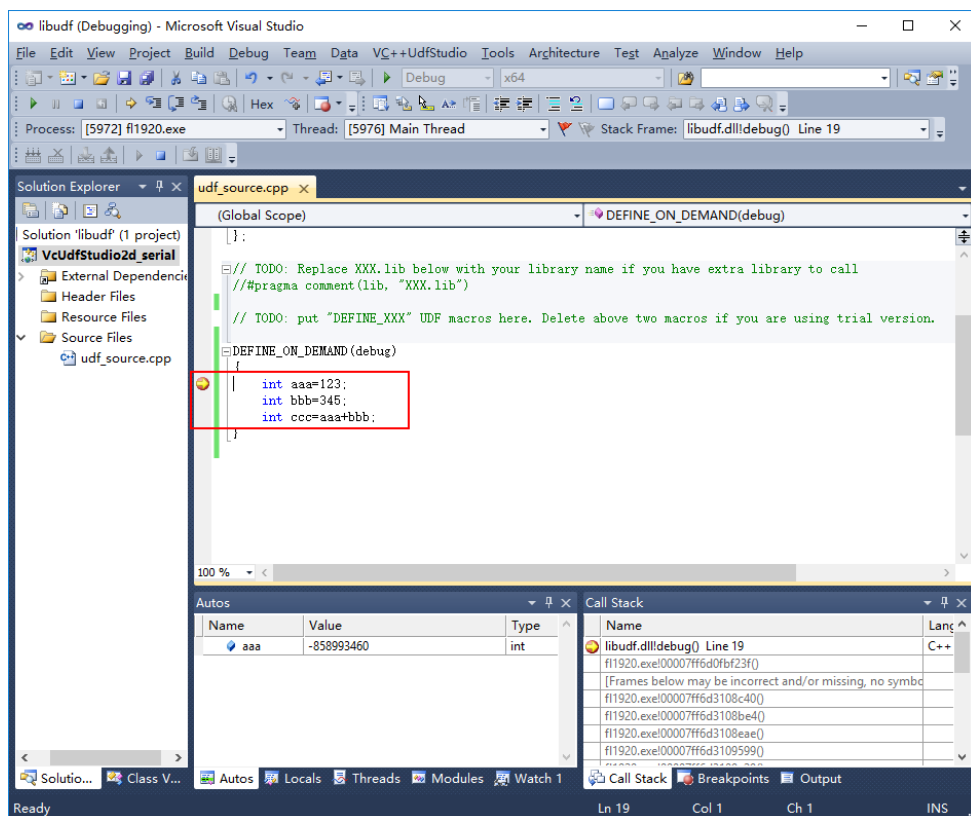 libudf (Debugging) - Microsoft Visual Studio
File Edit View Project Build Debug Team Data VC++UdfStudio Tools Architecture Test Analyze Window Help
Debug x64
Hex
Process: [5972] fl1920.exe Thread: [5976] Main Thread Stack Frame: libudf.dll!debug() Line 19
Solution Explorer
udf_source.cpp
(Global Scope) DEFINE_ON_DEMAND(debug)
Solution 'libudf' (1 project)
VcUdfStudio2d_serial
External Dependencie
Header Files
Resource Files
Source Files
udf_source.cpp
};
// TODO: Replace XXX.lib below with your library name if you have extra library to call
//#pragma comment(lib, "XXX.lib")
// TODO: put "DEFINE_XXX" UDF macros here. Delete above two macros if you are using trial version.
DEFINE_ON_DEMAND(debug)
{
int aaa=123;
int bbb=345;
int ccc=aaa+bbb;
}
100 %
Autos
Name Value Type
aaa -858993460 int
Call Stack
Name Lang
libudf.dll!debug() Line 19 C++
fl1920.exe!00007ff6d0fbf23f()
[Frames below may be incorrect and/or missing, no symbo
fl1920.exe!00007ff6d3108c40()
fl1920.exe!00007ff6d3108be4()
fl1920.exe!00007ff6d3108eae()
fl1920.exe!00007ff6d3109599()
Solutio... Class V... Autos Locals Threads Modules Watch 1 Call Stack Breakpoints Output
Ready Ln 19 Col 1 Ch 1 INS